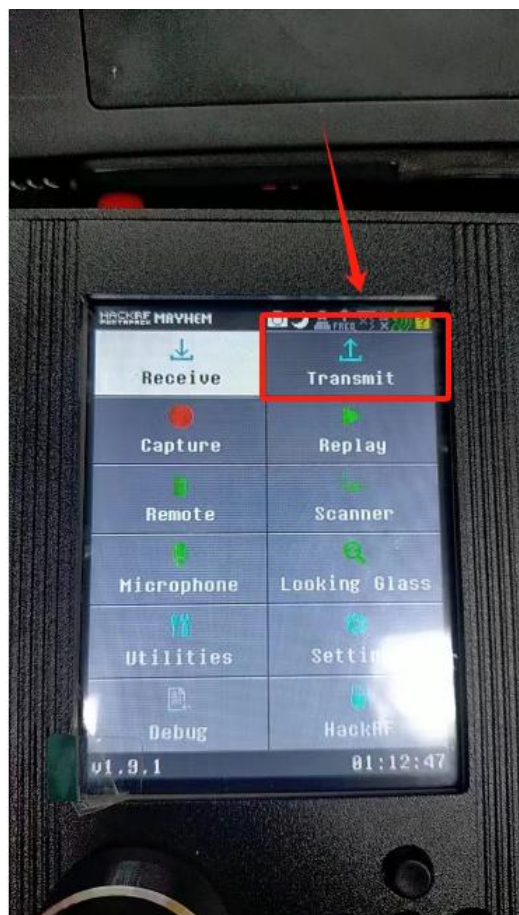 HACKRF
PORTAPACK MAYHEM
Receive
Transmit
Capture
Replay
Remote
Scanner
Microphone
Looking Glass
Utilities
Debug
HackRF
v1.9.1
01:12:47